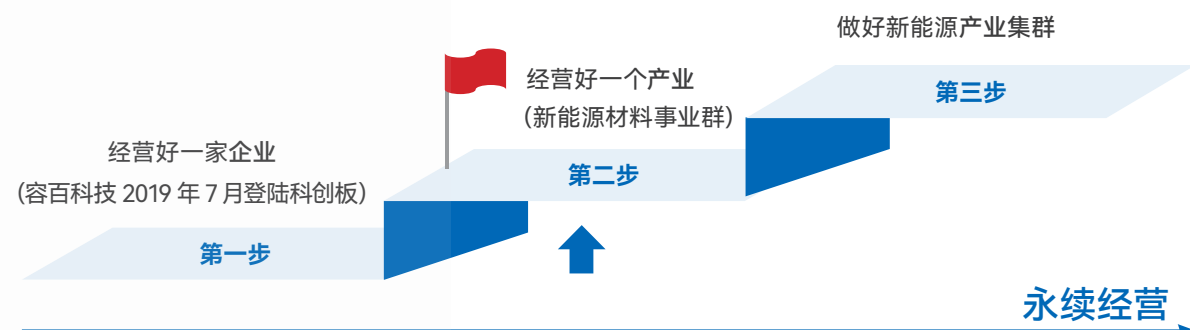 做好新能源产业集群
第三步
经营好一个产业
（新能源材料事业群）
第二步
经营好一家企业
（容百科技 2019 年 7 月登陆科创板）
第一步
永续经营